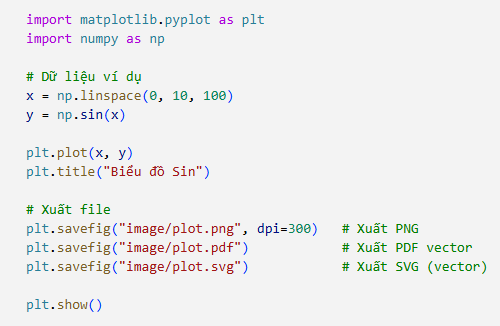 import matplotlib.pyplot as plt
import numpy as np
# Dữ liệu ví dụ
x = np.linspace(0, 10, 100)
y = np.sin(x)
plt.plot(x, y)
plt.title("Biểu đồ Sin")
# Xuất file
plt.savefig("image/plot.png", dpi=300)   # Xuất PNG
plt.savefig("image/plot.pdf")            # Xuất PDF vector
plt.savefig("image/plot.svg")            # Xuất SVG (vector)
plt.show()